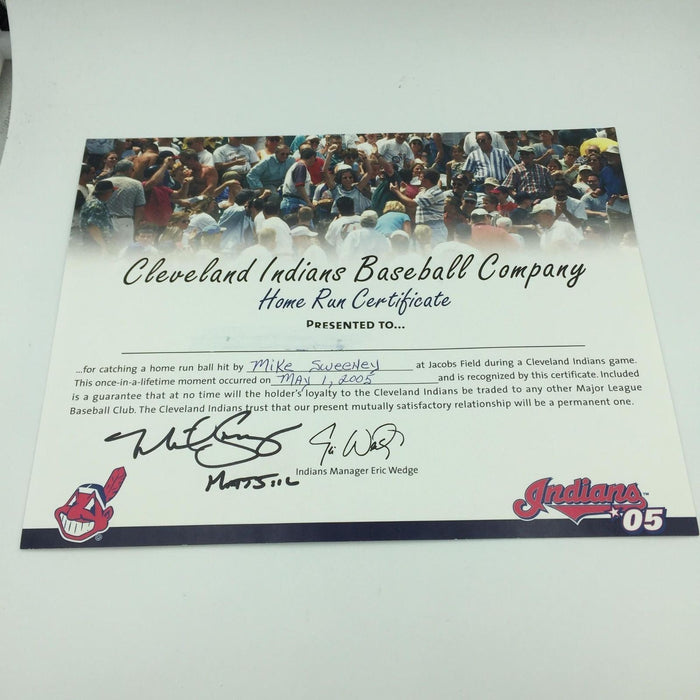 Cleveland Indians Baseball Company
Home Run Certificate
PRESENTED TO...
...for catching a home run ball hit by Mike Sweeney at Jacobs Field during a Cleveland Indians game.
This once-in-a-lifetime moment occurred on MAY 1, 2005 and is recognized by this certificate. Included
is a guarantee that at no time will the holder's loyalty to the Cleveland Indians be traded to any other Major League
Baseball Club. The Cleveland Indians trust that our present mutually satisfactory relationship will be a permanent one.
Indians Manager Eric Wedge
Indians
'05